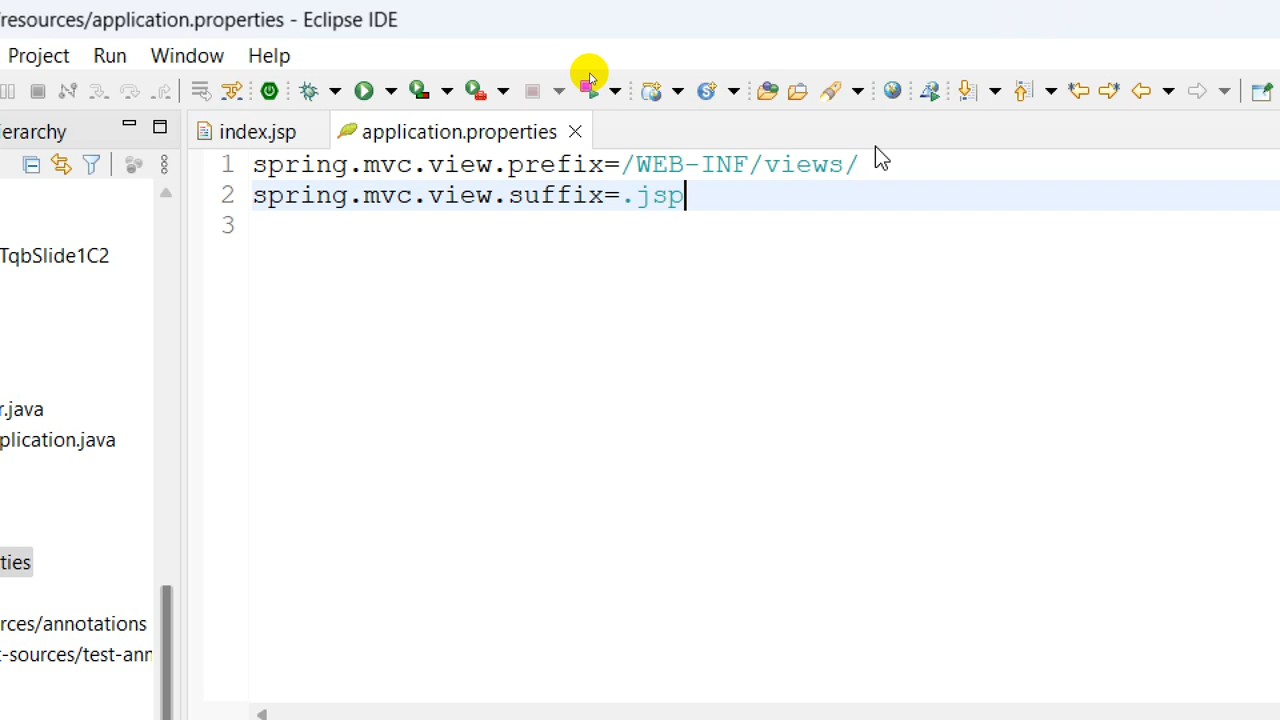 resources/application.properties - Eclipse IDE
Project Run Window Help
ierarchy
index.jsp
application.properties
1 spring.mvc.view.prefix=/WEB-INF/views/
2 spring.mvc.view.suffix=.jsp
3
TqbSlide1C2
r.java
plication.java
ties
rces/annotations
t-sources/test-ann